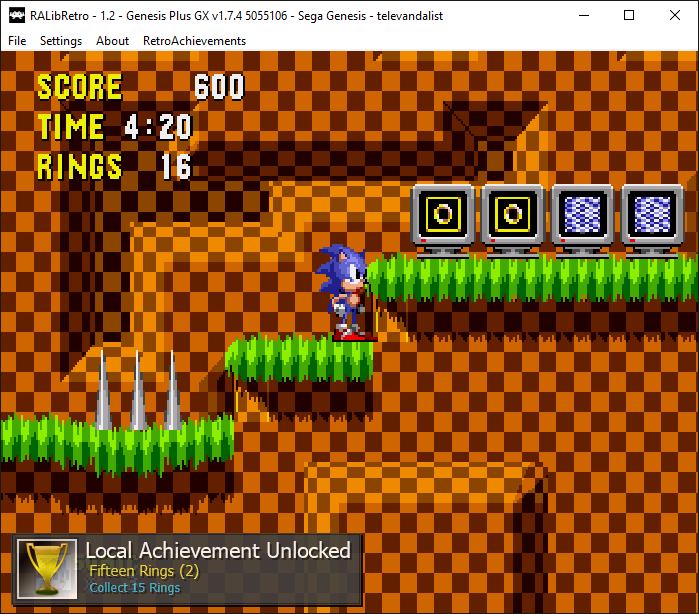 RALibRetro - 1.2 - Genesis Plus GX v1.7.4 5055106 - Sega Genesis - televandalist
File Settings About RetroAchievements
SCORE 600
TIME 4:20
RINGS 16
Local Achievement Unlocked
Fifteen Rings (2)
Collect 15 Rings